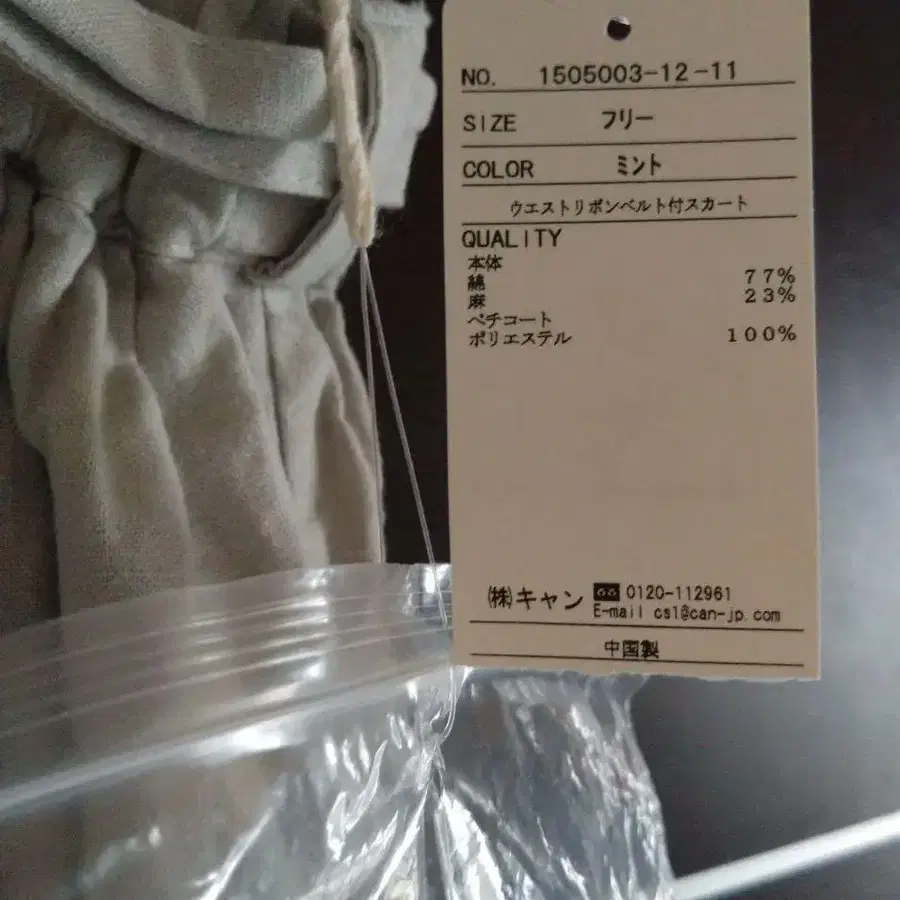 NO. 1505003-12-11
SIZE フリー
COLOR ミント
ウエストリボンベルト付スカート
QUALITY
本体
綿 77%
麻 23%
ペチコート
ポリエステル 100%
㈱キャン 0120-112961
E-mail cs1@can-jp.com
中国製